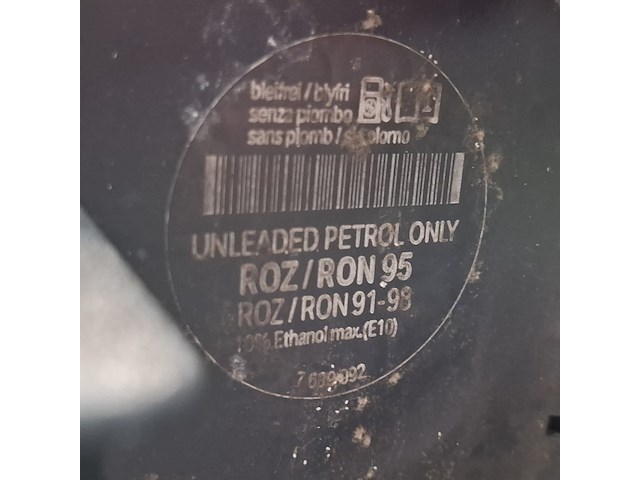 bleifrei / blyfri
senza piombo
sans plomb / sin plomo
UNLEADED PETROL ONLY
ROZ/RON 95
ROZ/RON 91-98
10% Ethanol max.(E10)